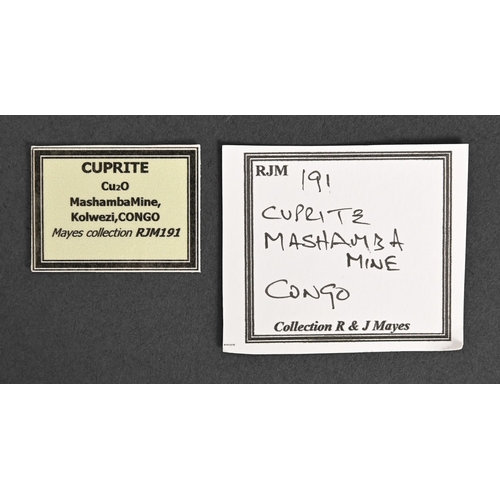 CUPRITE
Cu₂O
MashambaMine,
Kolwezi,CONGO
Mayes collection RJM191
RJM 191
CUPRITE
MASHAMBA
MINE
CONGO
Collection R & J Mayes